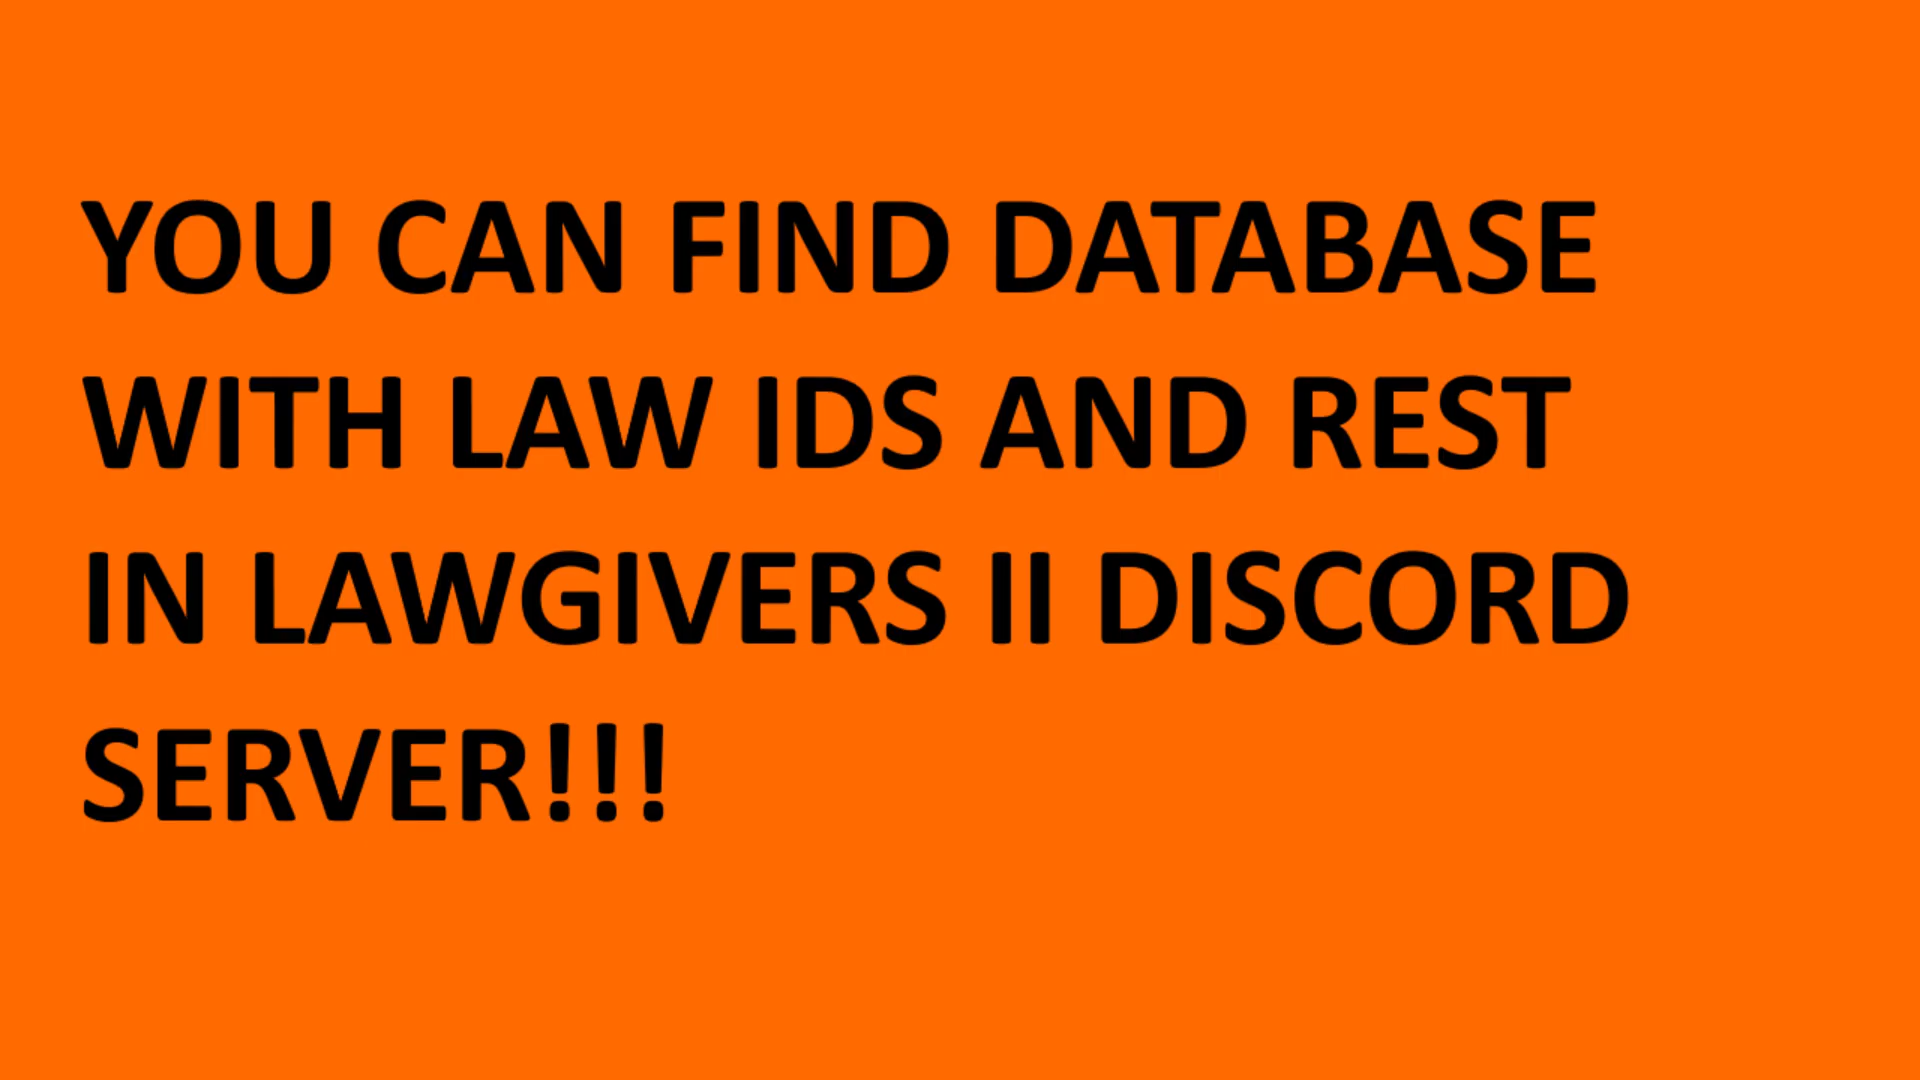 YOU CAN FIND DATABASE
WITH LAW IDS AND REST
IN LAWGIVERS II DISCORD
SERVER!!!